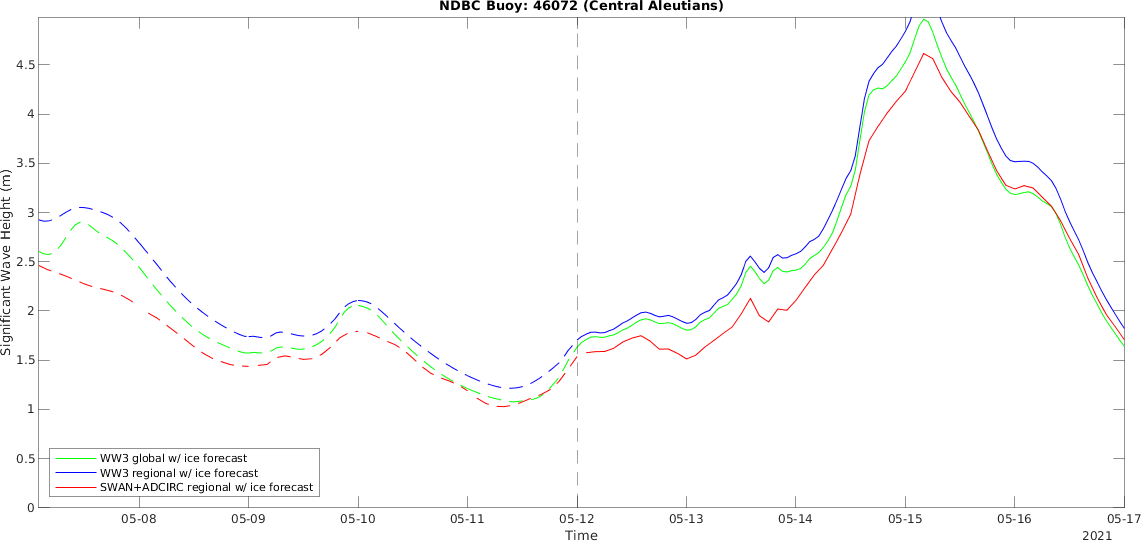 NDBC Buoy: 46072 (Central Aleutians)
Significant Wave Height (m)
4.5
4
3.5
3
2.5
2
1.5
1
0.5
0
WW3 global w/ ice forecast
WW3 regional w/ ice forecast
SWAN+ADCIRC regional w/ ice forecast
05-08 05-09 05-10 05-11 05-12 05-13 05-14 05-15 05-16 05-17
Time
2021